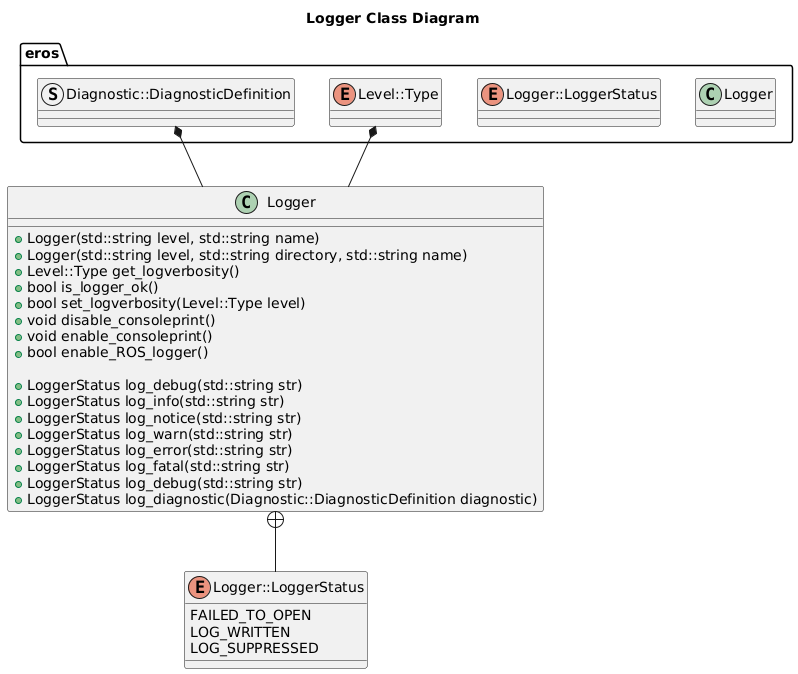 Logger Class Diagram
eros
S Diagnostic::DiagnosticDefinition
E Level::Type
E Logger::LoggerStatus
C Logger
C Logger
Logger(std::string level, std::string name)
Logger(std::string level, std::string directory, std::string name)
Level::Type get_logverbosity()
bool is_logger_ok()
bool set_logverbosity(Level::Type level)
void disable_consoleprint()
void enable_consoleprint()
bool enable_ROS_logger()
LoggerStatus log_debug(std::string str)
LoggerStatus log_info(std::string str)
LoggerStatus log_notice(std::string str)
LoggerStatus log_warn(std::string str)
LoggerStatus log_error(std::string str)
LoggerStatus log_fatal(std::string str)
LoggerStatus log_debug(std::string str)
LoggerStatus log_diagnostic(Diagnostic::DiagnosticDefinition diagnostic)
E Logger::LoggerStatus
FAILED_TO_OPEN
LOG_WRITTEN
LOG_SUPPRESSED